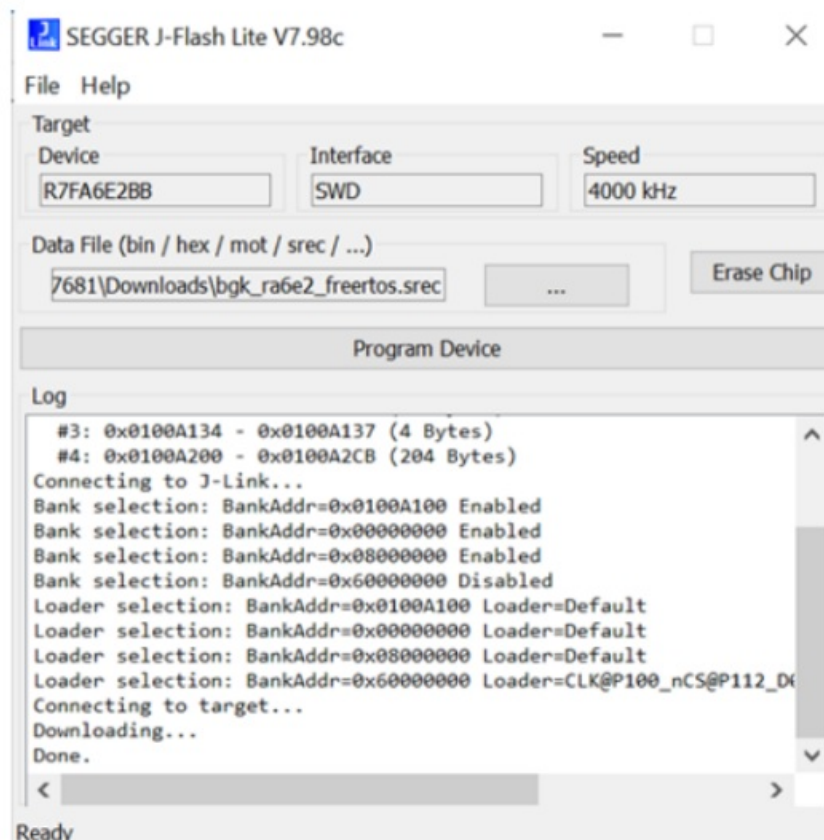 SEGGER J-Flash Lite V7.98c
File Help
Target
Device Interface Speed
R7FA6E2BB SWD 4000 kHz
Data File (bin / hex / mot / srec / ...)
7681\Downloads\bgk_ra6e2_freertos.srec ... Erase Chip
Program Device
Log
#3: 0x0100A134 - 0x0100A137 (4 Bytes)
#4: 0x0100A200 - 0x0100A2CB (204 Bytes)
Connecting to J-Link...
Bank selection: BankAddr=0x0100A100 Enabled
Bank selection: BankAddr=0x00000000 Enabled
Bank selection: BankAddr=0x08000000 Enabled
Bank selection: BankAddr=0x60000000 Disabled
Loader selection: BankAddr=0x0100A100 Loader=Default
Loader selection: BankAddr=0x00000000 Loader=Default
Loader selection: BankAddr=0x08000000 Loader=Default
Loader selection: BankAddr=0x60000000 Loader=CLK@P100_nCS@P112_D
Connecting to target...
Downloading...
Done.
Ready